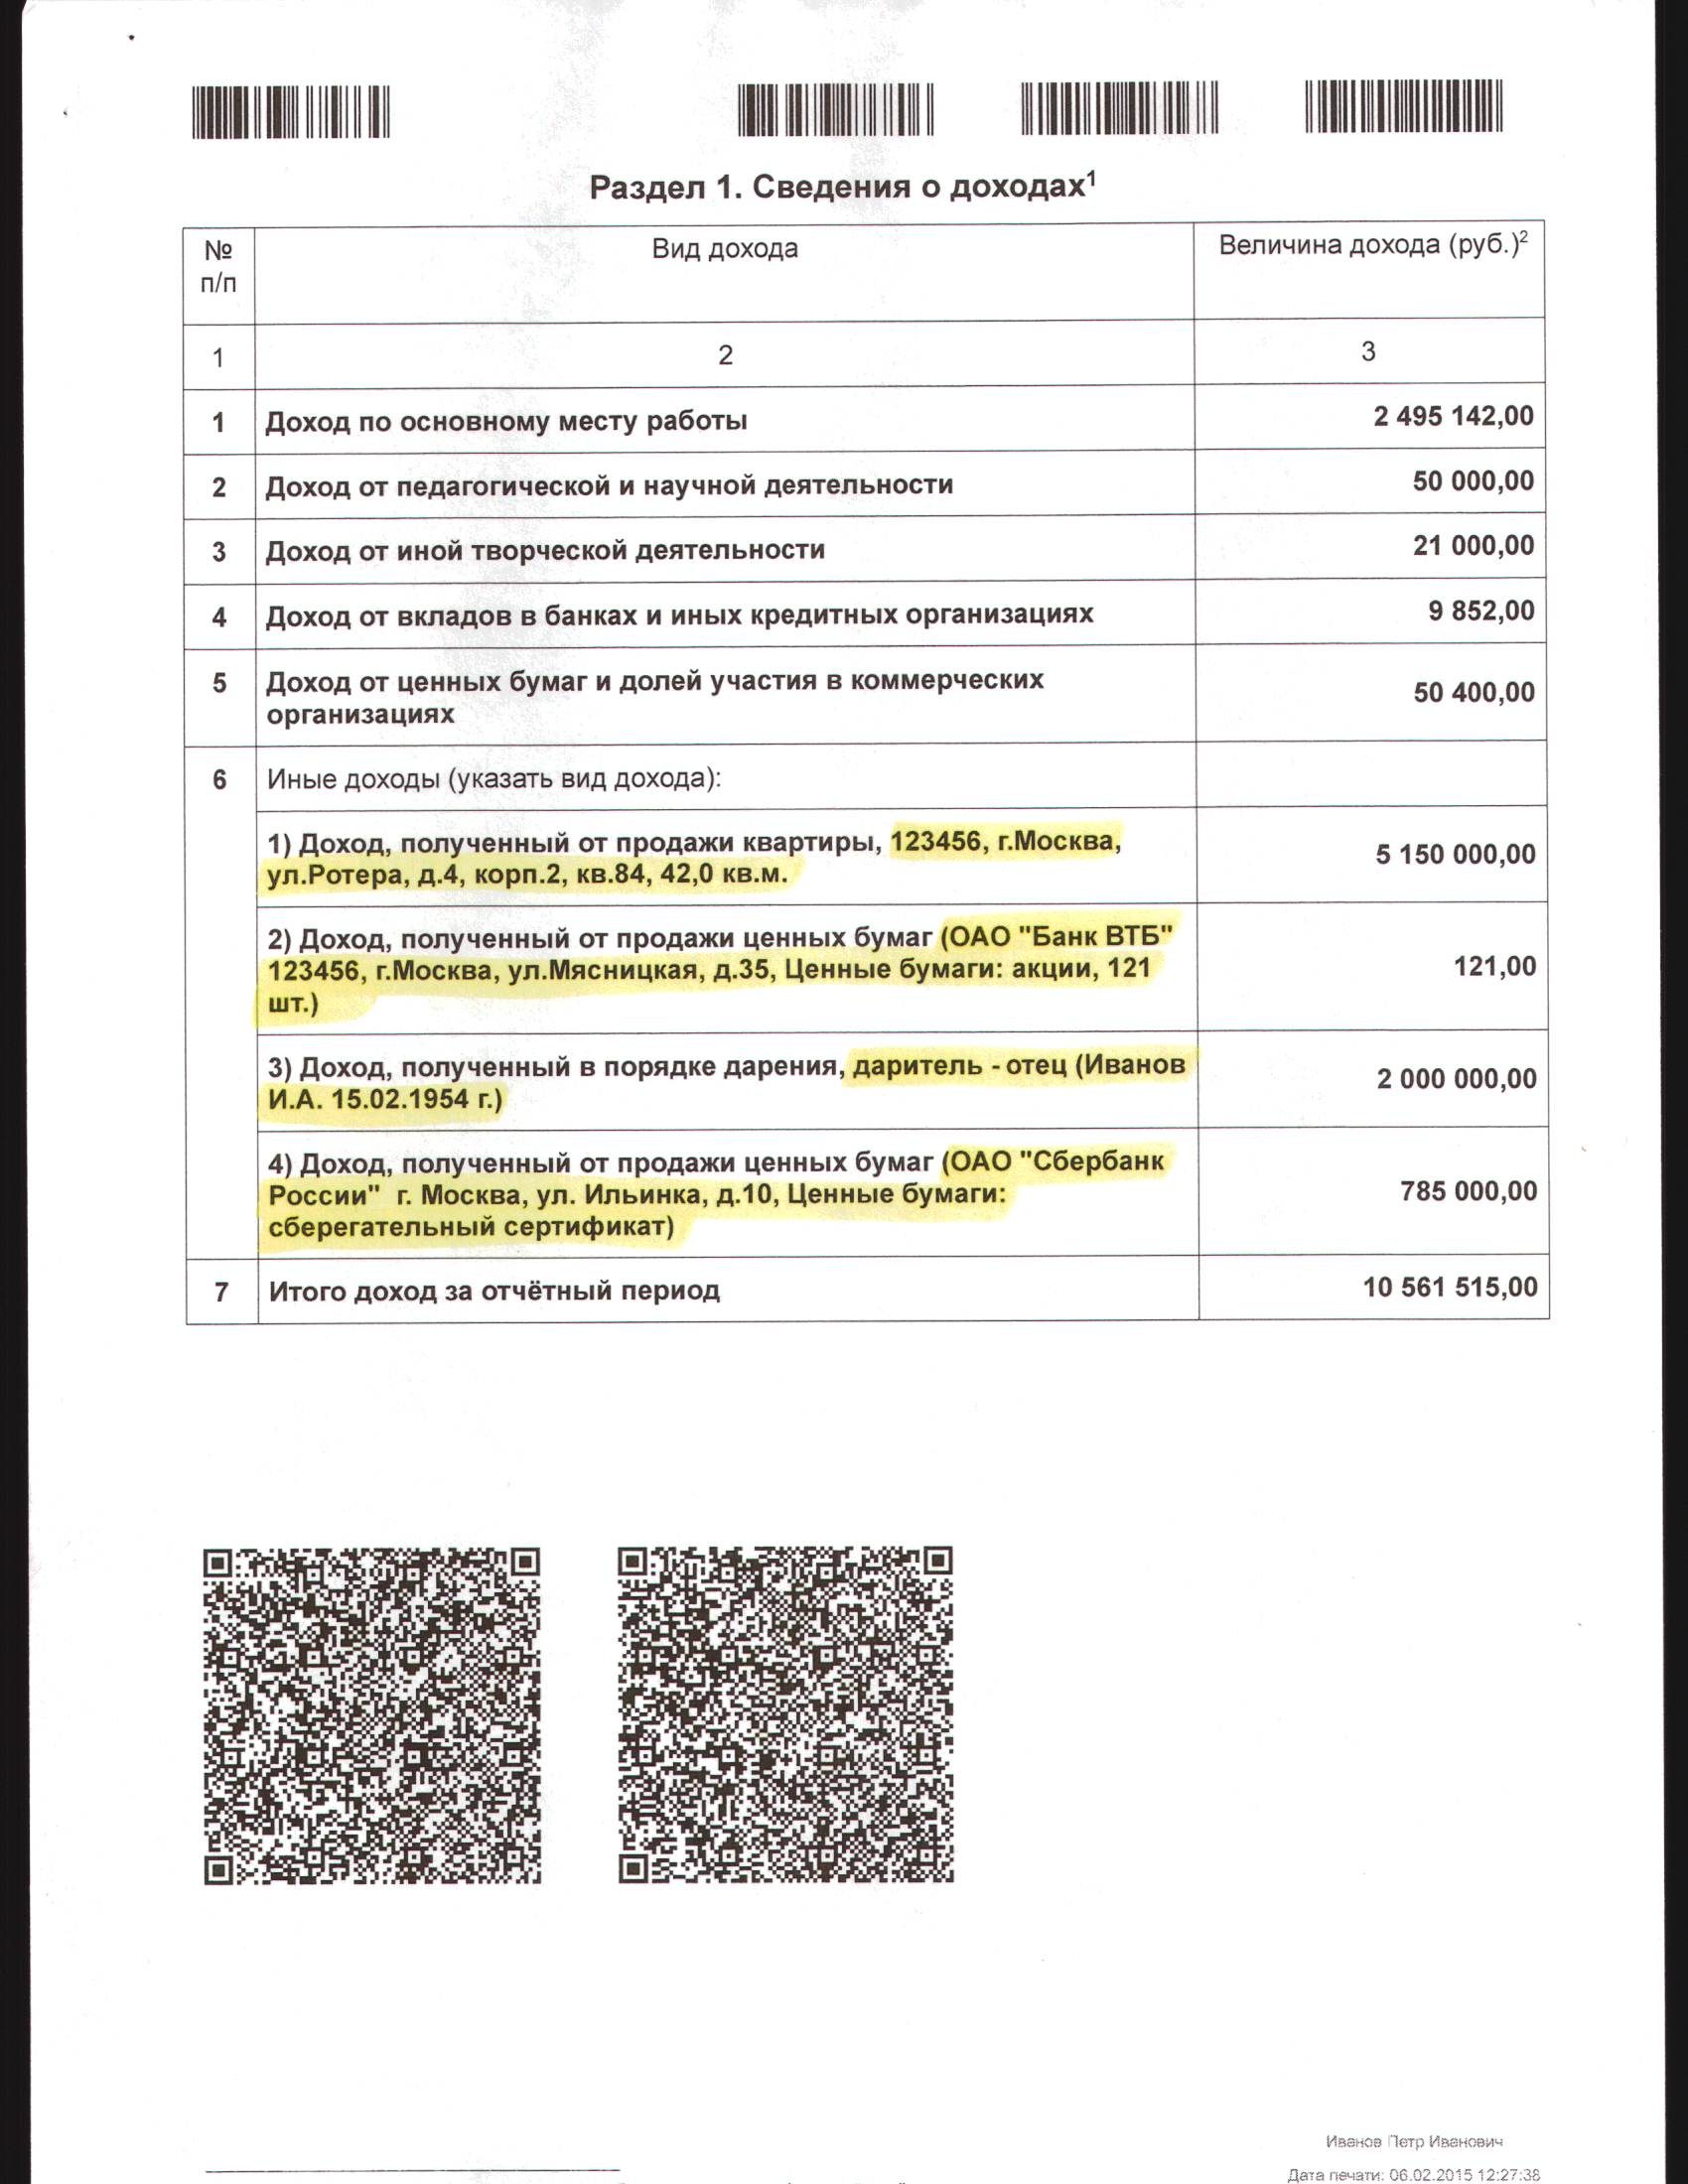 Раздел 1. Сведения о доходах¹
№ п/п
Вид дохода
Величина дохода (руб.)²
1
2
3
1 Доход по основному месту работы 2 495 142,00
2 Доход от педагогической и научной деятельности 50 000,00
3 Доход от иной творческой деятельности 21 000,00
4 Доход от вкладов в банках и иных кредитных организациях 9 852,00
5 Доход от ценных бумаг и долей участия в коммерческих
организациях 50 400,00
6 Иные доходы (указать вид дохода):
1) Доход, полученный от продажи квартиры, 123456, г.Москва,
ул.Ротера, д.4, корп.2, кв.84, 42,0 кв.м. 5 150 000,00
2) Доход, полученный от продажи ценных бумаг (ОАО "Банк ВТБ"
123456, г.Москва, ул.Мясницкая, д.35, Ценные бумаги: акции, 121
шт.) 121,00
3) Доход, полученный в порядке дарения, даритель - отец (Иванов
И.А. 15.02.1954 г.) 2 000 000,00
4) Доход, полученный от продажи ценных бумаг (ОАО "Сбербанк
России" г. Москва, ул. Ильинка, д.10, Ценные бумаги:
сберегательный сертификат) 785 000,00
7 Итого доход за отчётный период 10 561 515,00
Иванов Петр Иванович
Дата печати: 06.02.2015 12:27:38